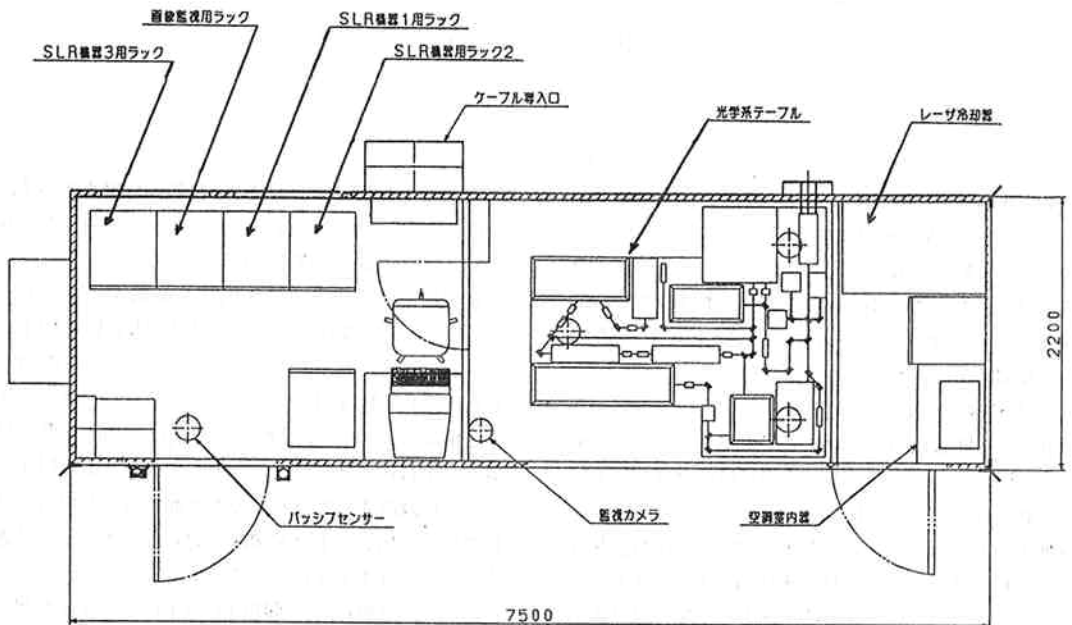 直接監視用ラック
SLR機器1用ラック
SLR機器3用ラック
SLR機器用ラック2
ケーブル導入口
光学系テーブル
レーザ冷却器
2200
パッシブセンサー
監視カメラ
空調室内器
7500